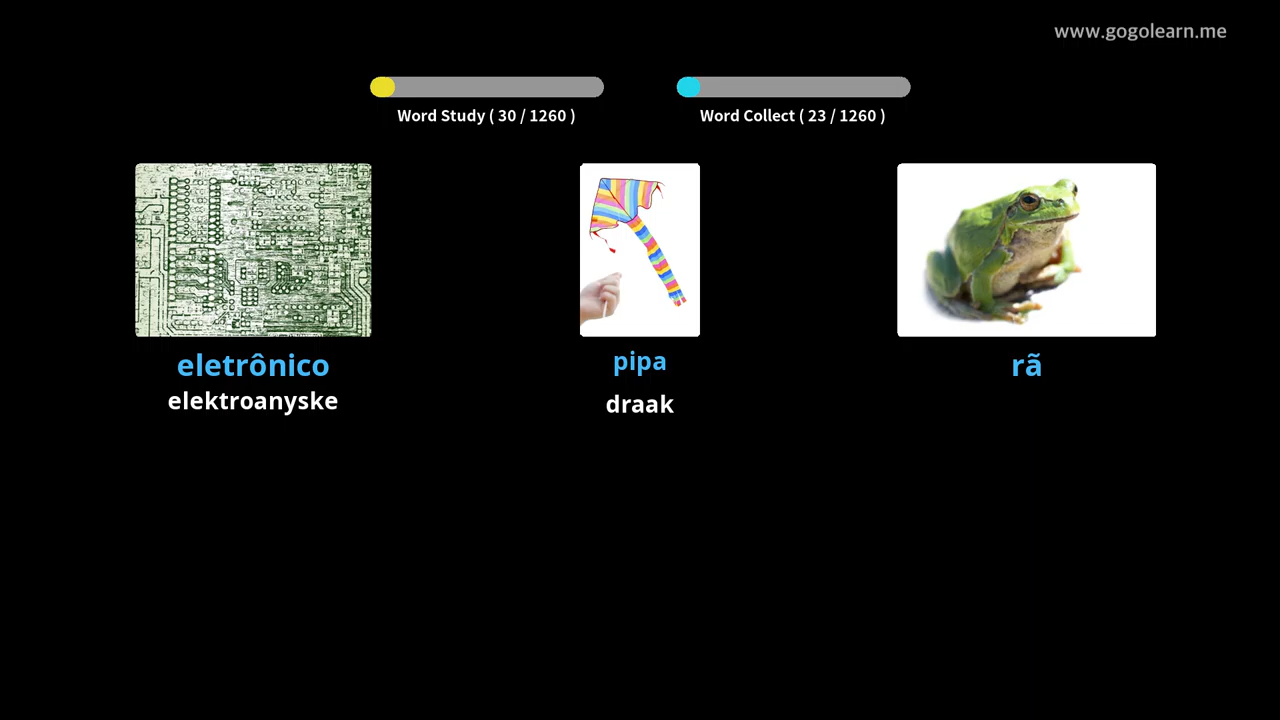 www.gogolearn.me
Word Study ( 30 / 1260 )
Word Collect ( 23 / 1260 )
eletrônico
elektroanyske
pipa
draak
rã